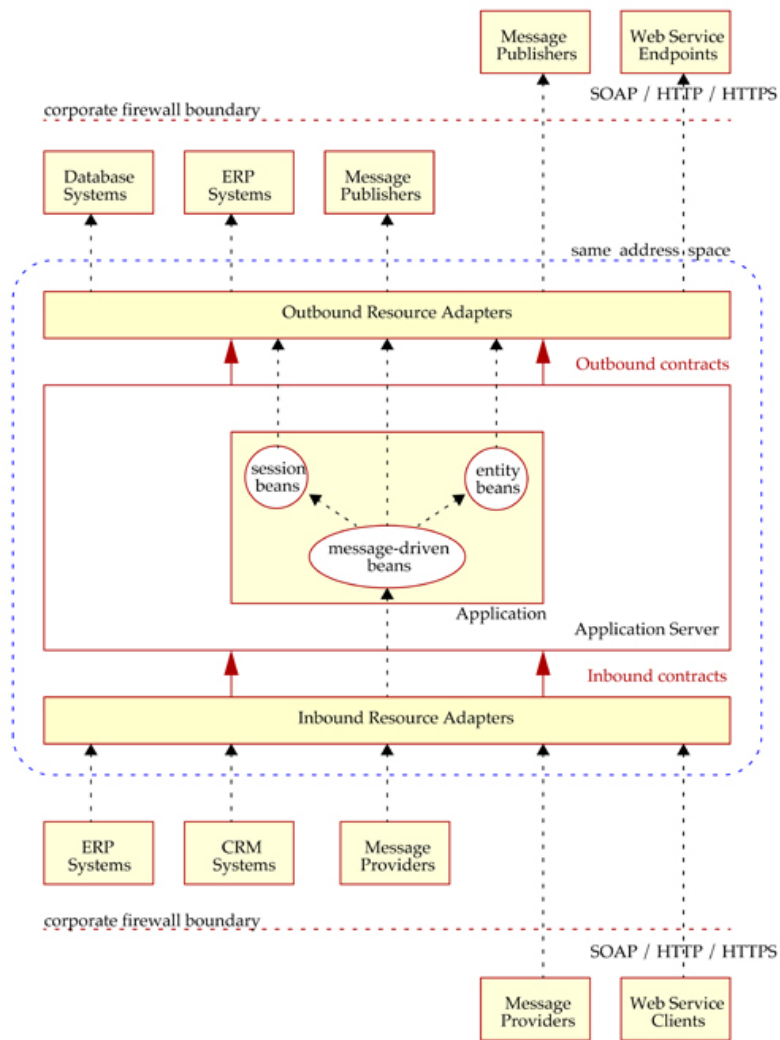 Message
Publishers
Web Service
Endpoints
SOAP / HTTP / HTTPS
corporate firewall boundary
Database
Systems
ERP
Systems
Message
Publishers
same address space
Outbound Resource Adapters
Outbound contracts
session
beans
entity
beans
message-driven
beans
Application
Application Server
Inbound contracts
Inbound Resource Adapters
ERP
Systems
CRM
Systems
Message
Providers
corporate firewall boundary
SOAP / HTTP / HTTPS
Message
Providers
Web Service
Clients